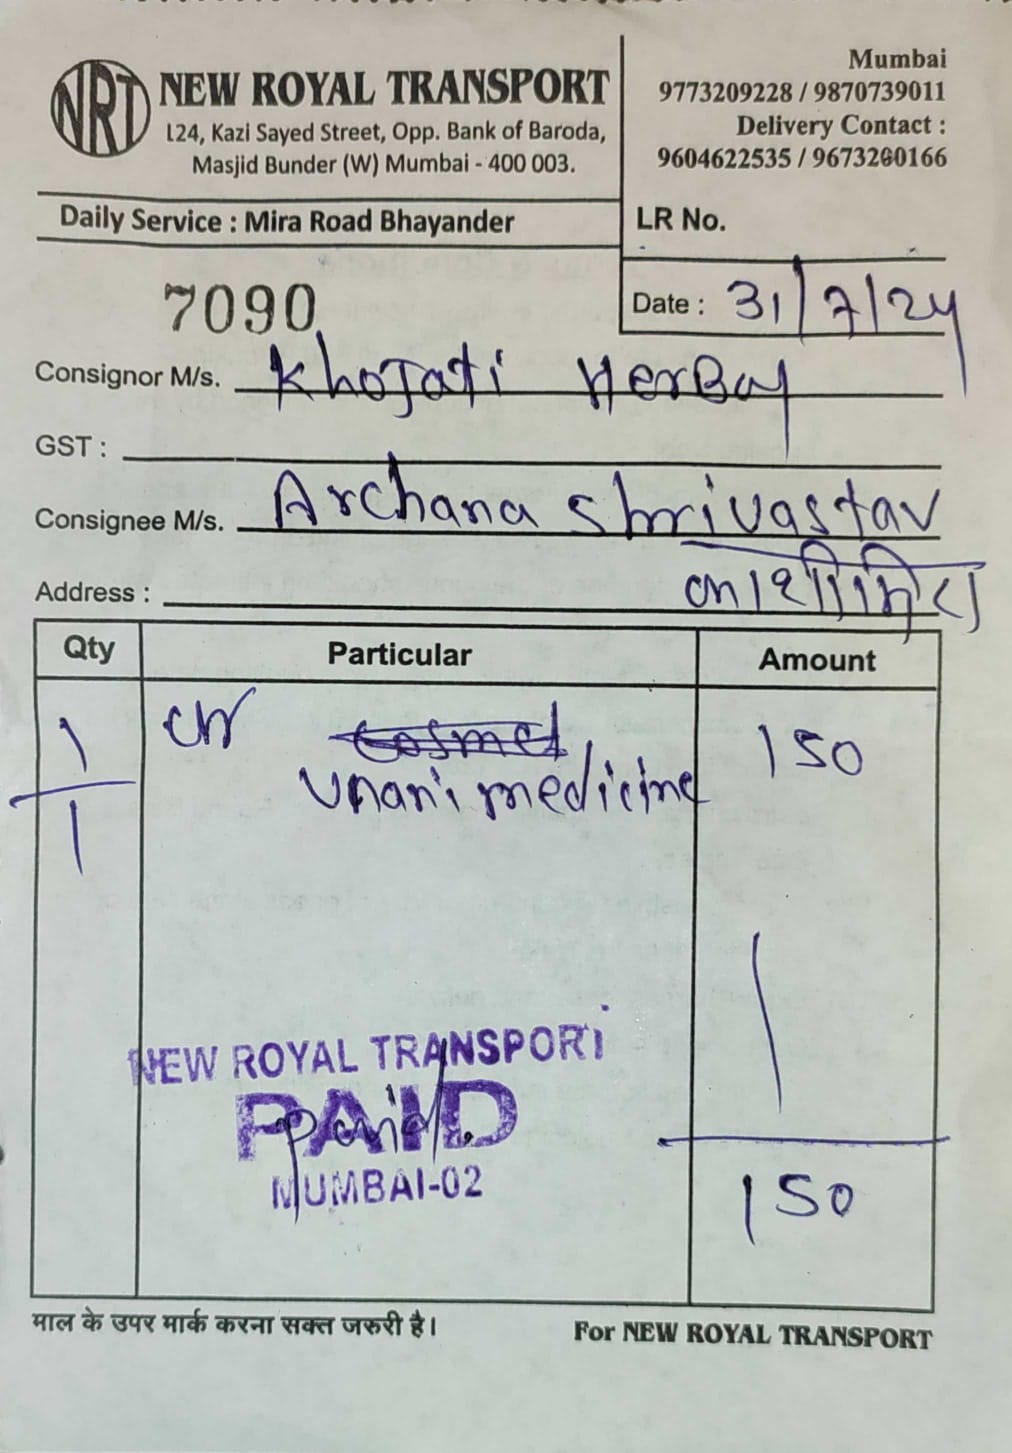 NRT
NEW ROYAL TRANSPORT
L24, Kazi Sayed Street, Opp. Bank of Baroda,
Masjid Bunder (W) Mumbai - 400 003.
Mumbai
9773209228 / 9870739011
Delivery Contact :
9604622535 / 9673260166
Daily Service : Mira Road Bhayander
LR No.
7090
Date : 31/7/24
Consignor M/s. Khojati Herbay
GST :
Consignee M/s. Archana Shrivastav
Address : काशीमिरा
Qty Particular Amount
1 150
Cosmet
Unani medicine
1
NEW ROYAL TRANSPORT
PAID
Paid
MUMBAI-02
150
माल के उपर मार्क करना सक्त जरुरी है।
For NEW ROYAL TRANSPORT